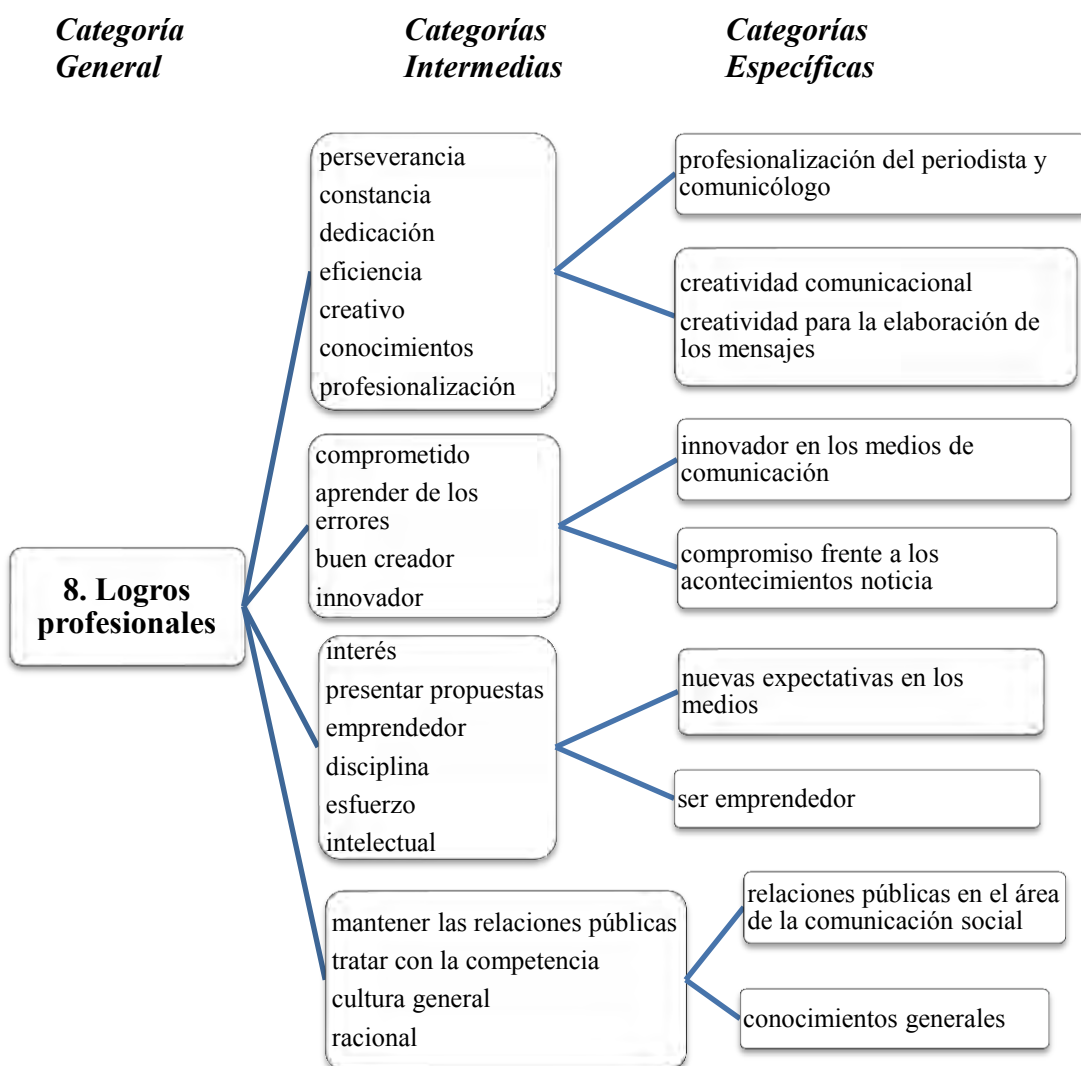 Categoría
General
Categorías
Intermedias
Categorías
Específicas
8. Logros
profesionales
perseverancia
constancia
dedicación
eficiencia
creativo
conocimientos
profesionalización
profesionalización del periodista y
comunicólogo
creatividad comunicacional
creatividad para la elaboración de
los mensajes
comprometido
aprender de los
errores
buen creador
innovador
innovador en los medios de
comunicación
compromiso frente a los
acontecimientos noticia
interés
presentar propuestas
emprendedor
disciplina
esfuerzo
intelectual
nuevas expectativas en los
medios
ser emprendedor
mantener las relaciones públicas
tratar con la competencia
cultura general
racional
relaciones públicas en el área
de la comunicación social
conocimientos generales